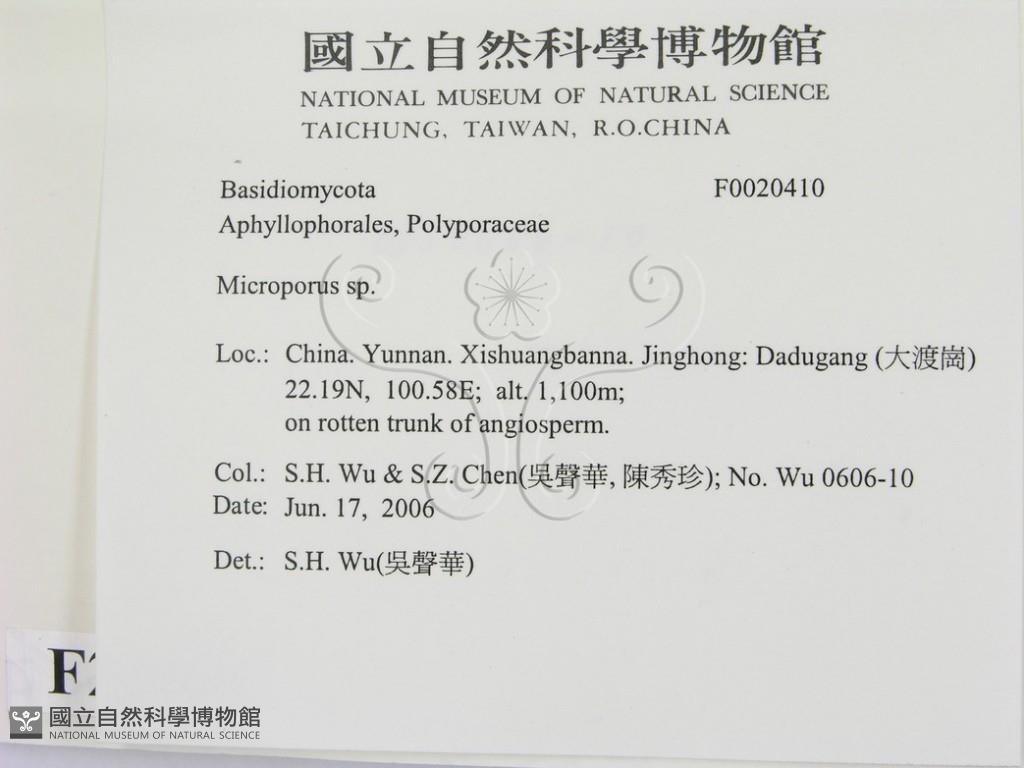 國立自然科學博物館
NATIONAL MUSEUM OF NATURAL SCIENCE
TAICHUNG, TAIWAN, R.O.CHINA
Basidiomycota F0020410
Aphyllophorales, Polyporaceae
Microporus sp.
Loc.: China. Yunnan. Xishuangbanna. Jinghong: Dadugang (大渡崗)
22.19N, 100.58E; alt. 1,100m;
on rotten trunk of angiosperm.
Col.: S.H. Wu & S.Z. Chen(吳聲華, 陳秀珍); No. Wu 0606-10
Date: Jun. 17, 2006
Det.: S.H. Wu(吳聲華)
國立自然科學博物館
NATIONAL MUSEUM OF NATURAL SCIENCE